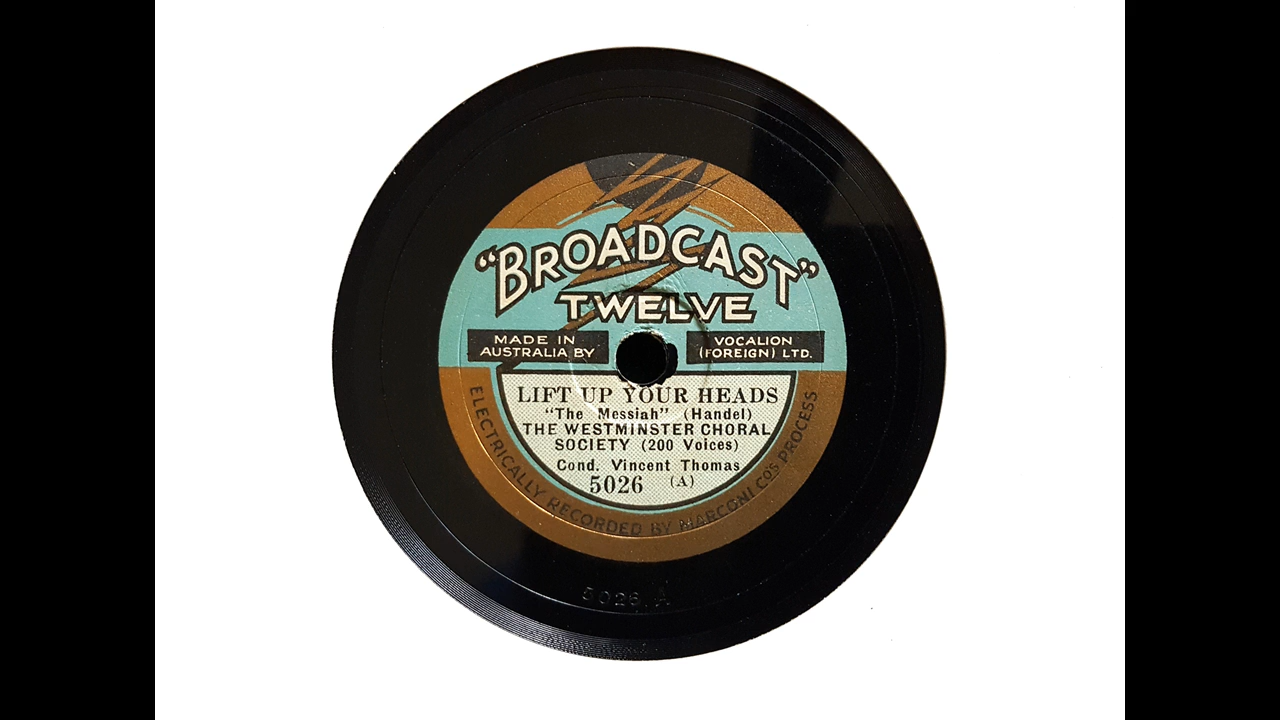 "BROADCAST"
TWELVE
MADE IN
AUSTRALIA BY
VOCALION
(FOREIGN) LTD.
LIFT UP YOUR HEADS
"The Messiah" (Handel)
THE WESTMINSTER CHORAL
SOCIETY (200 Voices)
Cond. Vincent Thomas
5026 (A)
ELECTRICALLY RECORDED BY MARCONI CO'S PROCESS
5026 A